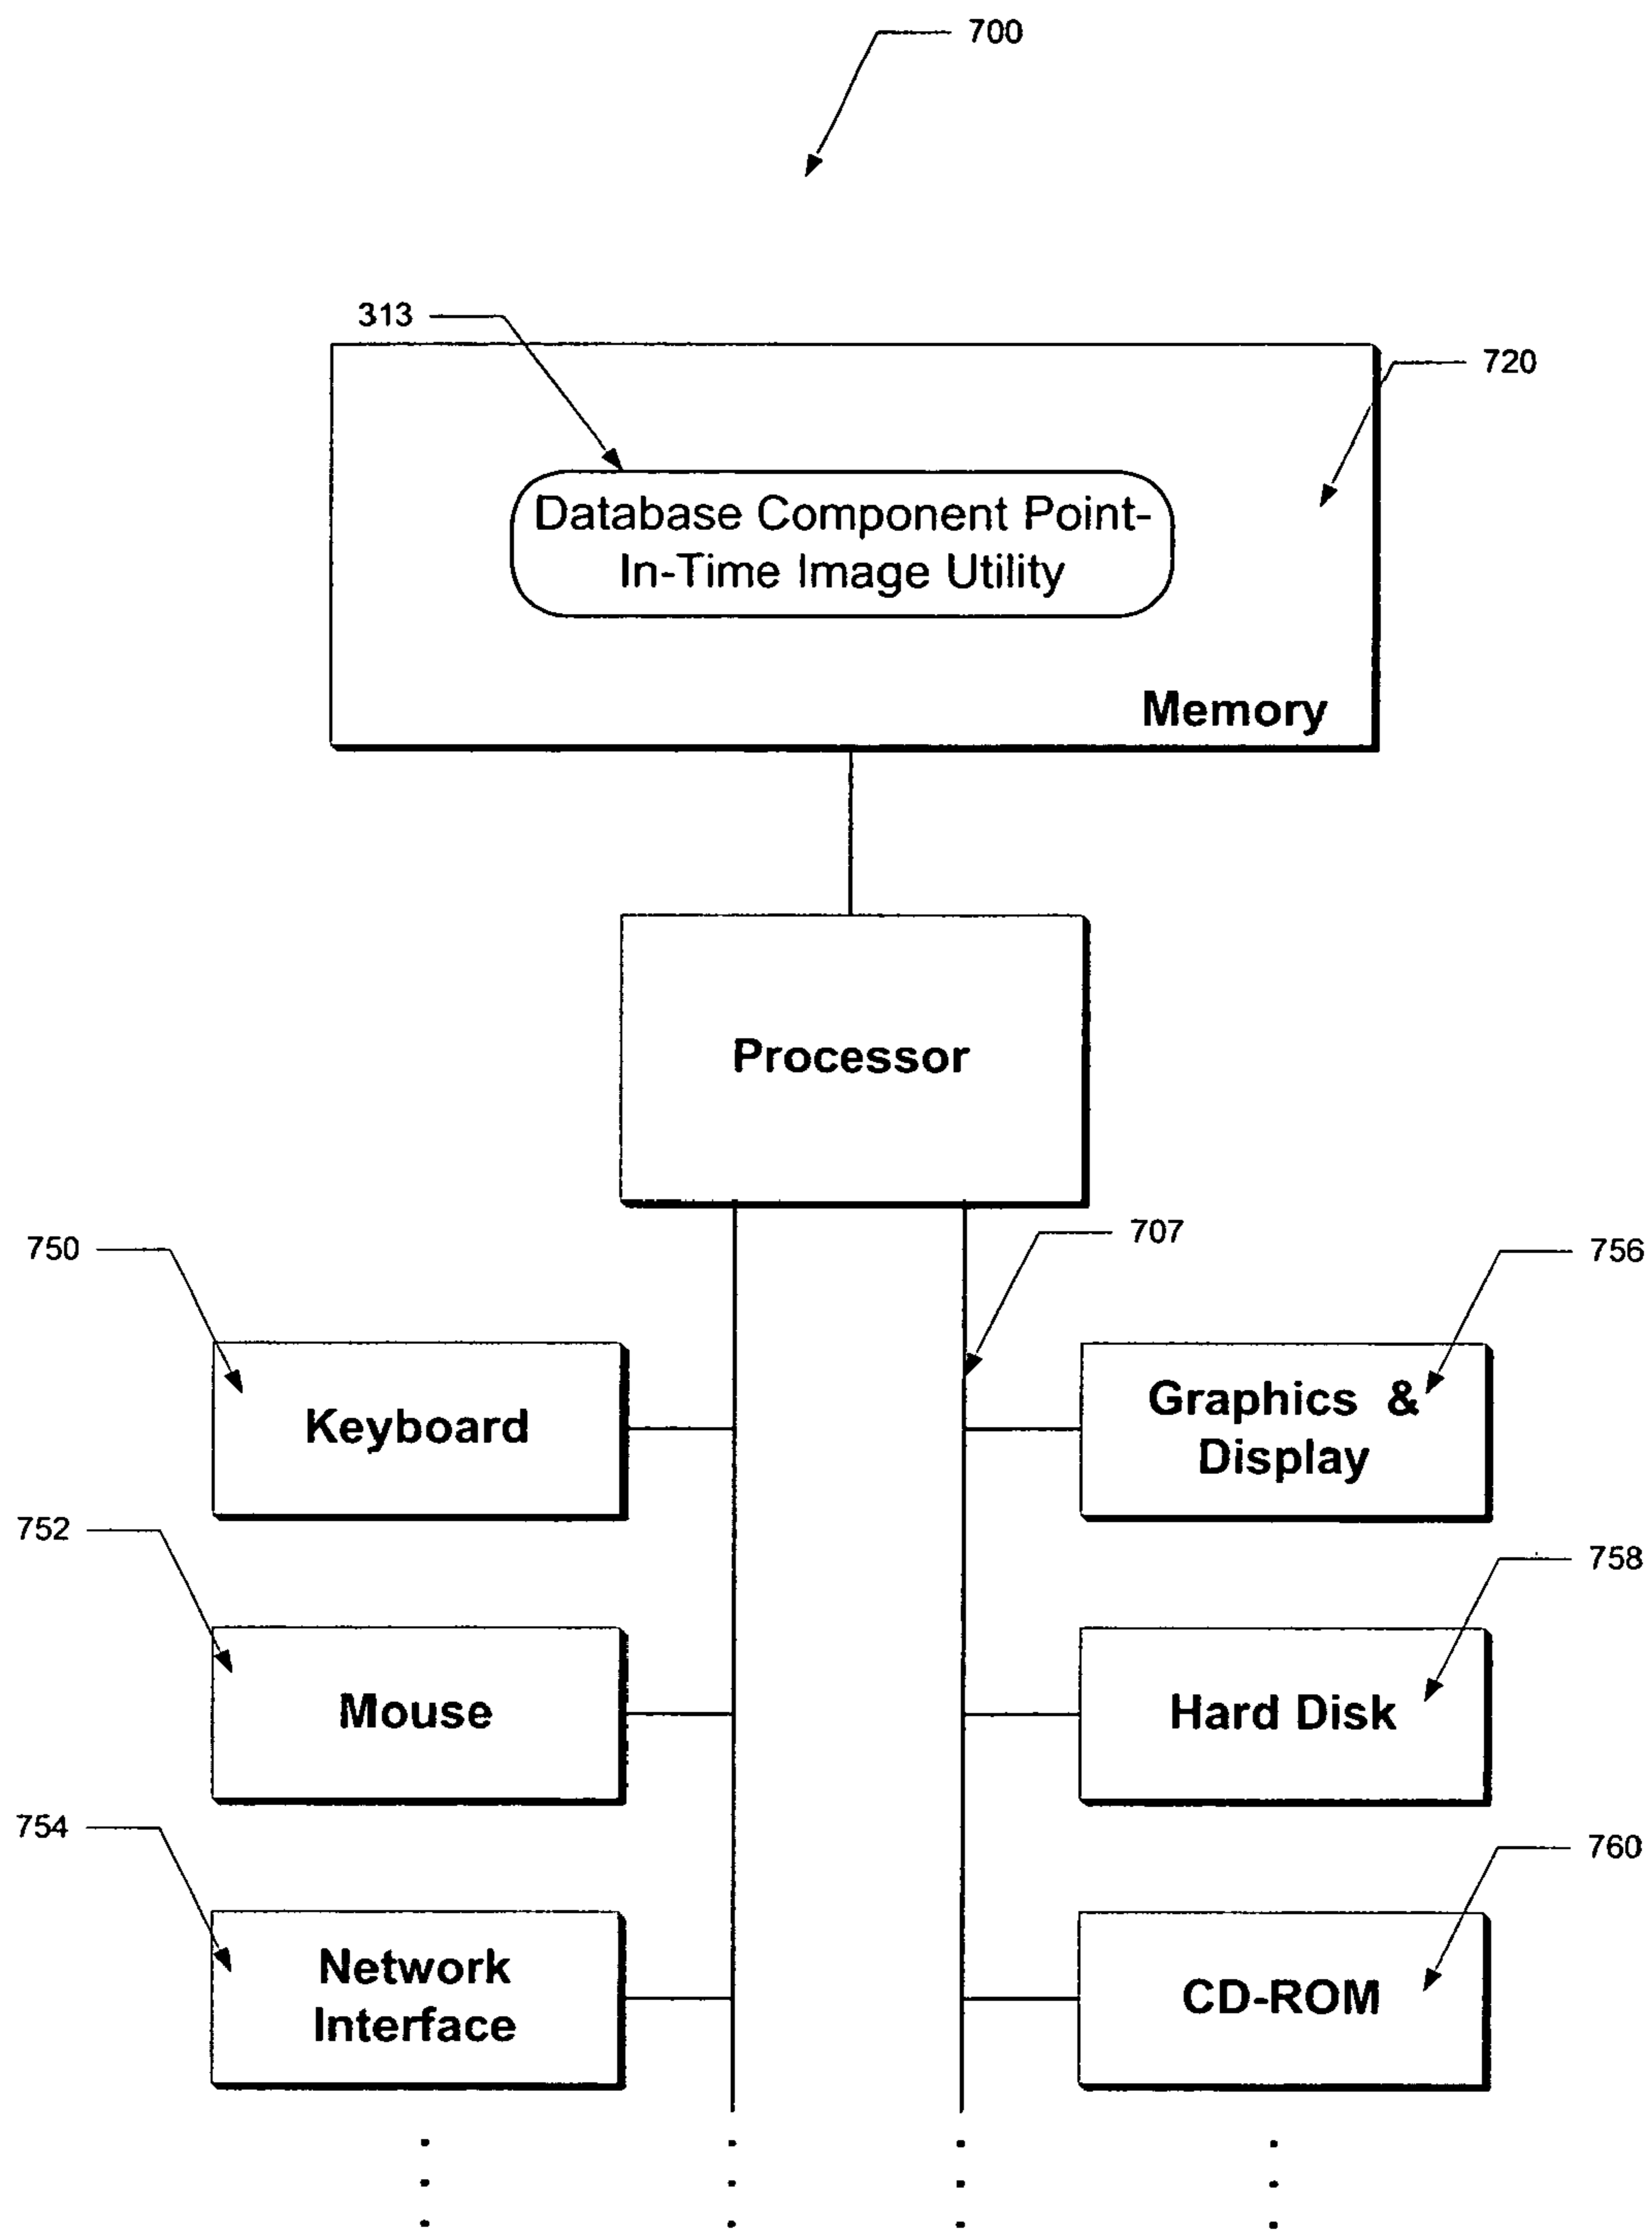 700
313
720
Database Component Point-
In-Time Image Utility
Memory
Processor
707
750
756
Keyboard
Graphics & 
Display
752
758
Mouse
Hard Disk
754
760
Network
Interface
CD-ROM